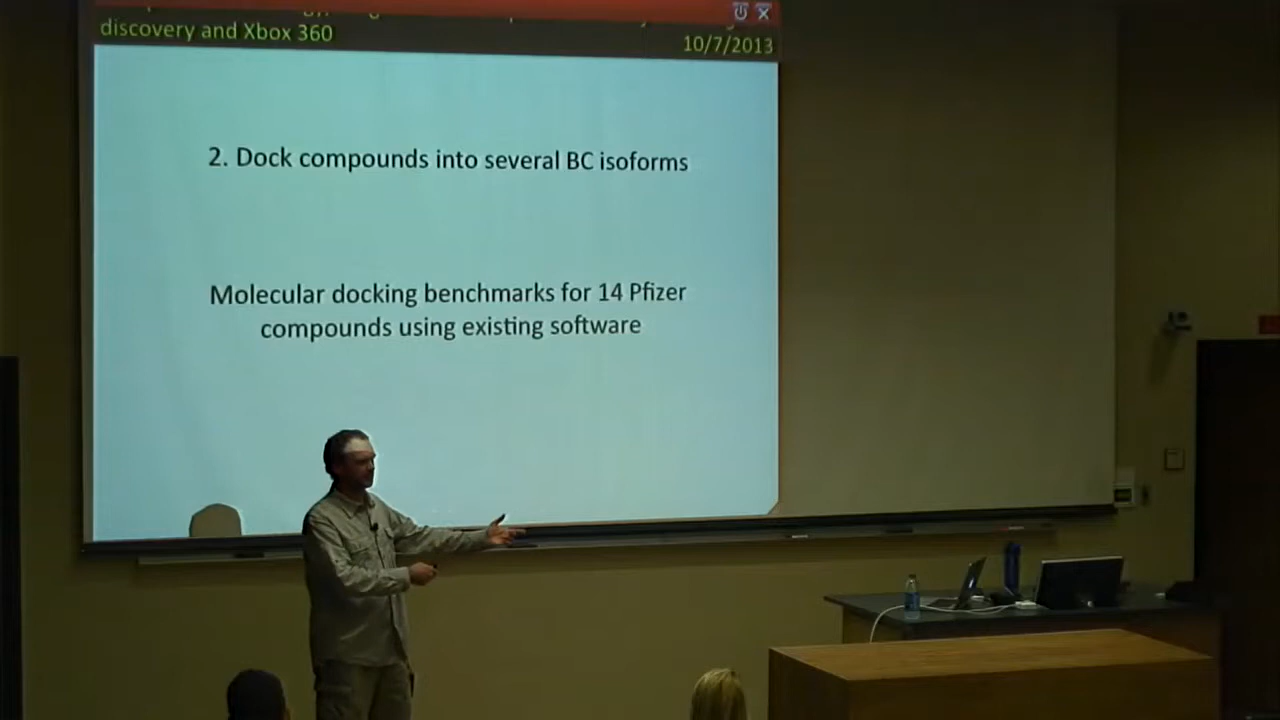 discovery and Xbox 360
10/7/2013
2. Dock compounds into several BC isoforms
Molecular docking benchmarks for 14 Pfizer
compounds using existing software